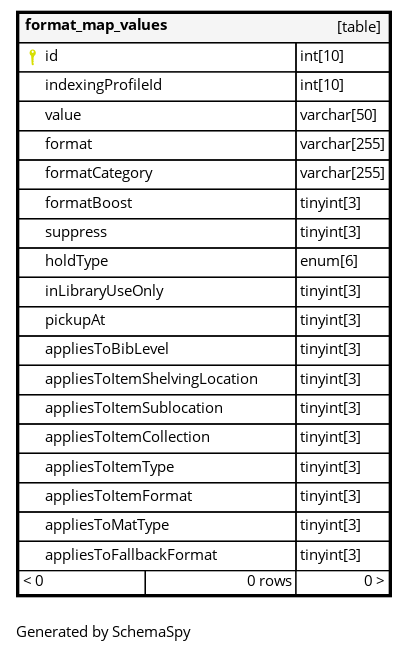 format_map_values [table]
id int[10]
indexingProfileId int[10]
value varchar[50]
format varchar[255]
formatCategory varchar[255]
formatBoost tinyint[3]
suppress tinyint[3]
holdType enum[6]
inLibraryUseOnly tinyint[3]
pickupAt tinyint[3]
appliesToBibLevel tinyint[3]
appliesToItemShelvingLocation tinyint[3]
appliesToItemSublocation tinyint[3]
appliesToItemCollection tinyint[3]
appliesToItemType tinyint[3]
appliesToItemFormat tinyint[3]
appliesToMatType tinyint[3]
appliesToFallbackFormat tinyint[3]
< 0 0 rows 0 >
Generated by SchemaSpy